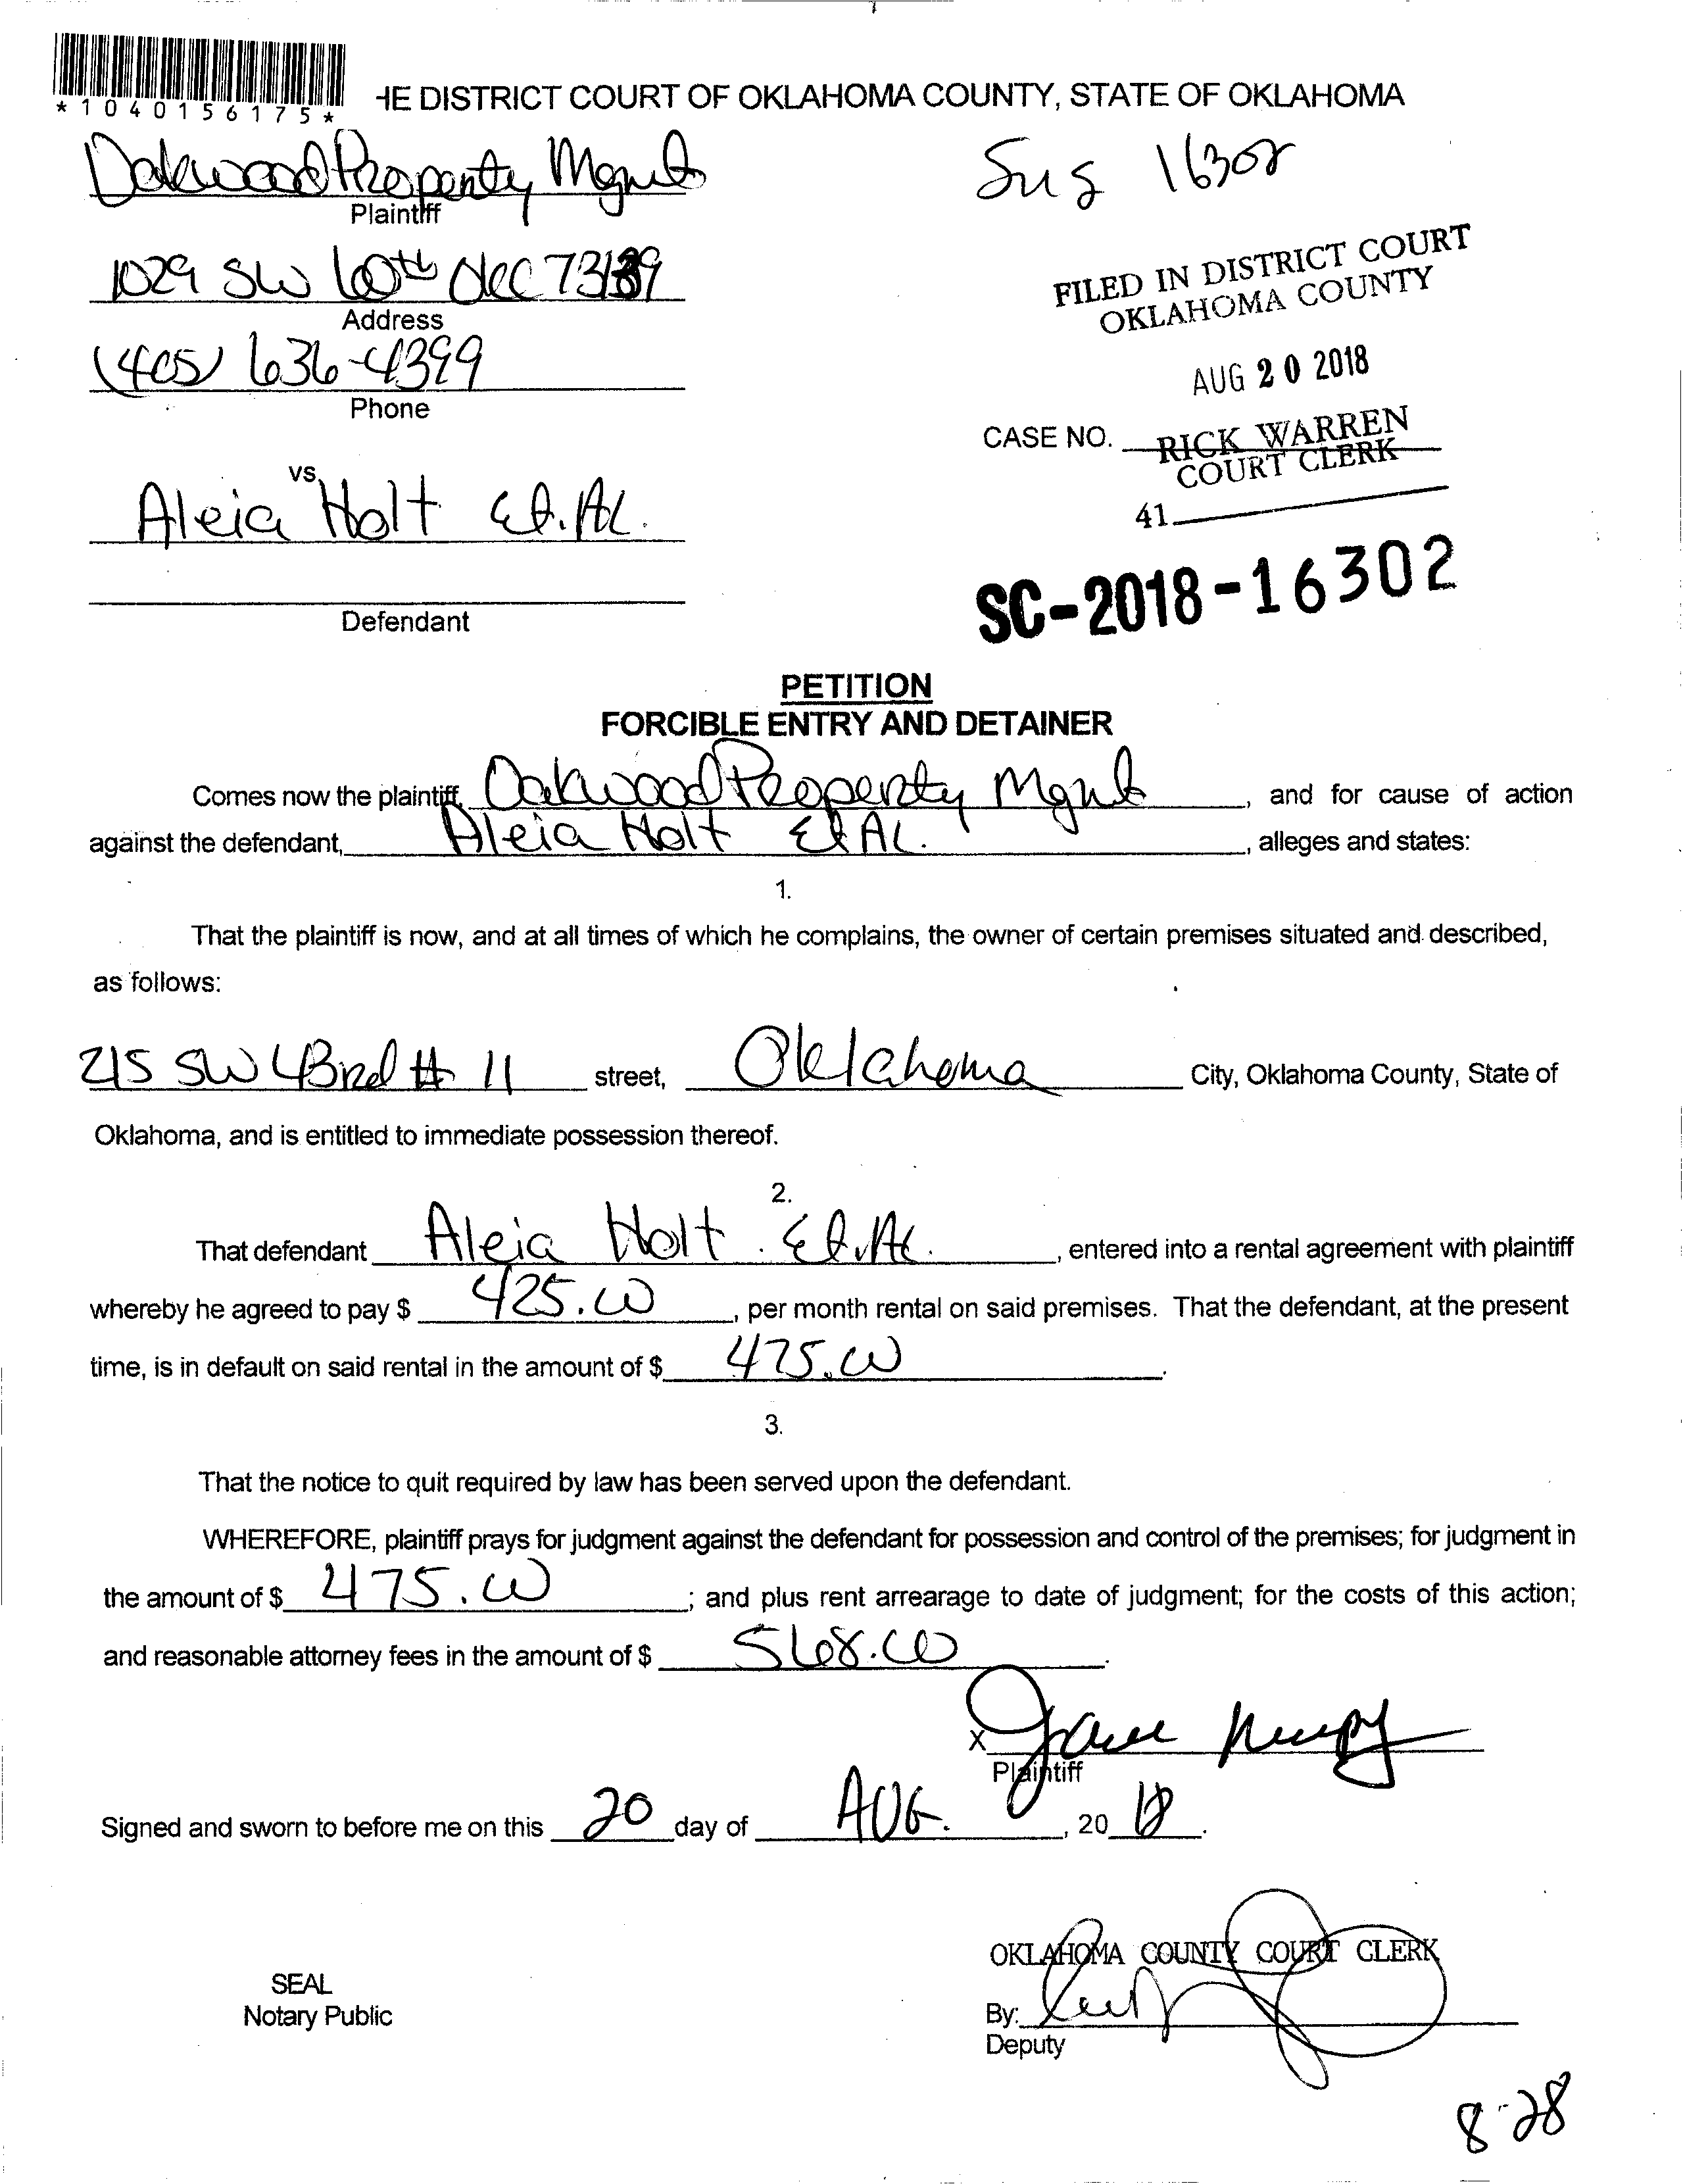 *1040156175*
HE DISTRICT COURT OF OKLAHOMA COUNTY, STATE OF OKLAHOMA
Oakwood Property Mgmt
Plaintiff
1029 SW 60th OKC 73139
Address
(405) 636-4399
Phone
vs.
Aleia Holt Et. AL.
Defendant
16302
FILED IN DISTRICT COURT
OKLAHOMA COUNTY
AUG 20 2018
CASE NO.
RICK WARREN
COURT CLERK
41
SC-2018-16302
PETITION
FORCIBLE ENTRY AND DETAINER
Comes now the plaintiff, Oakwood Property Mgmt, and for cause of action
against the defendant, Aleia Holt Et AL., alleges and states:
1.
That the plaintiff is now, and at all times of which he complains, the owner of certain premises situated and described,
as follows:
215 SW 43rd # 11 street, Oklahoma City, Oklahoma County, State of
Oklahoma, and is entitled to immediate possession thereof.
2.
That defendant Aleia Holt Et. AL., entered into a rental agreement with plaintiff
whereby he agreed to pay $ 425.00, per month rental on said premises. That the defendant, at the present
time, is in default on said rental in the amount of $ 475.00.
3.
That the notice to quit required by law has been served upon the defendant.
WHEREFORE, plaintiff prays for judgment against the defendant for possession and control of the premises; for judgment in
the amount of $ 475.00; and plus rent arrearage to date of judgment; for the costs of this action;
and reasonable attorney fees in the amount of $ 568.00.
X
Plaintiff
Signed and sworn to before me on this 20 day of AUG., 20 18.
OKLAHOMA COUNTY COURT CLERK
SEAL
Notary Public
By:
Deputy
8-28